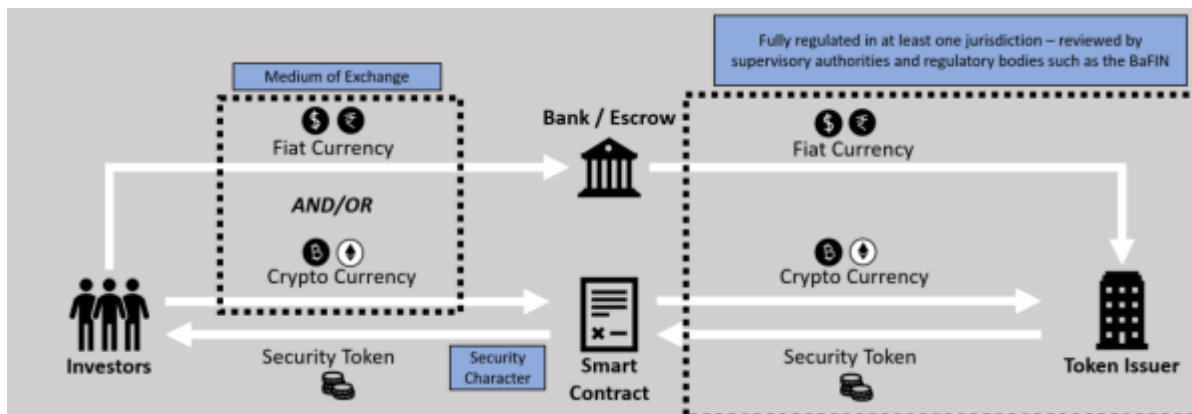 Fully regulated in at least one jurisdiction – reviewed by
supervisory authorities and regulatory bodies such as the BaFIN
Medium of Exchange
Bank / Escrow
Fiat Currency
Fiat Currency
AND/OR
Crypto Currency
Crypto Currency
Investors
Security Token
Security
Character
Smart
Contract
Security Token
Token Issuer